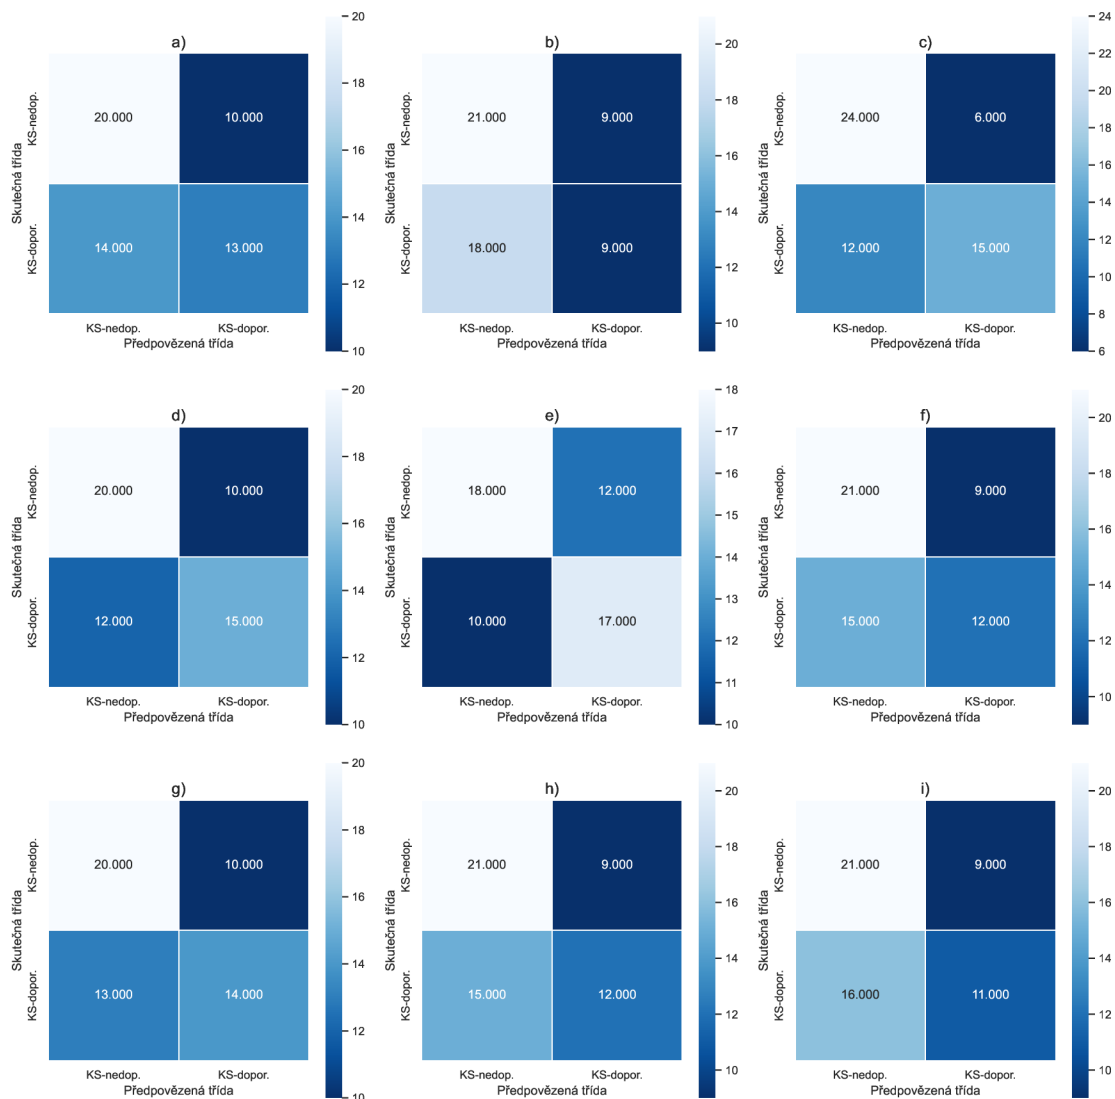 a)
20.000 10.000
14.000 13.000
KS-nedop. KS-dopor.
Předpovězená třída
KS-nedop.
KS-dopor.
Skutečná třída
20
18
16
14
12
10
b)
21.000 9.000
18.000 9.000
KS-nedop. KS-dopor.
Předpovězená třída
KS-nedop.
KS-dopor.
Skutečná třída
20
18
16
14
12
10
c)
24.000 6.000
12.000 15.000
KS-nedop. KS-dopor.
Předpovězená třída
KS-nedop.
KS-dopor.
Skutečná třída
24
22
20
18
16
14
12
10
8
6
d)
20.000 10.000
12.000 15.000
KS-nedop. KS-dopor.
Předpovězená třída
KS-nedop.
KS-dopor.
Skutečná třída
20
18
16
14
12
10
e)
18.000 12.000
10.000 17.000
KS-nedop. KS-dopor.
Předpovězená třída
KS-nedop.
KS-dopor.
Skutečná třída
18
17
16
15
14
13
12
11
10
f)
21.000 9.000
15.000 12.000
KS-nedop. KS-dopor.
Předpovězená třída
KS-nedop.
KS-dopor.
Skutečná třída
20
18
16
14
12
10
g)
20.000 10.000
13.000 14.000
KS-nedop. KS-dopor.
Předpovězená třída
KS-nedop.
KS-dopor.
Skutečná třída
20
18
16
14
12
10
h)
21.000 9.000
15.000 12.000
KS-nedop. KS-dopor.
Předpovězená třída
KS-nedop.
KS-dopor.
Skutečná třída
20
18
16
14
12
10
i)
21.000 9.000
16.000 11.000
KS-nedop. KS-dopor.
Předpovězená třída
KS-nedop.
KS-dopor.
Skutečná třída
20
18
16
14
12
10